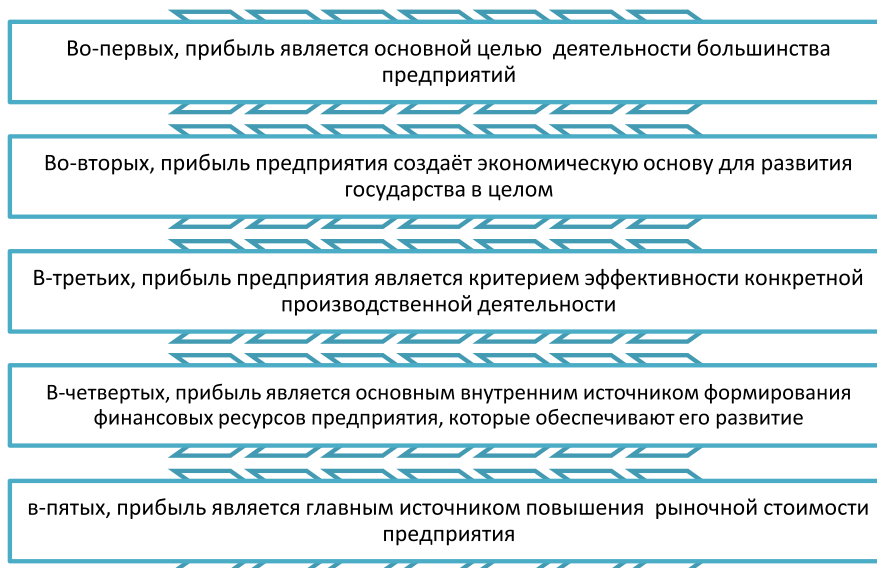 Во-первых, прибыль является основной целью  деятельности большинства
предприятий
Во-вторых, прибыль предприятия создаёт экономическую основу для развития
государства в целом
В-третьих, прибыль предприятия является критерием эффективности конкретной
производственной деятельности
В-четвертых, прибыль является основным внутренним источником формирования
финансовых ресурсов предприятия, которые обеспечивают его развитие
в-пятых, прибыль является главным источником повышения  рыночной стоимости
предприятия